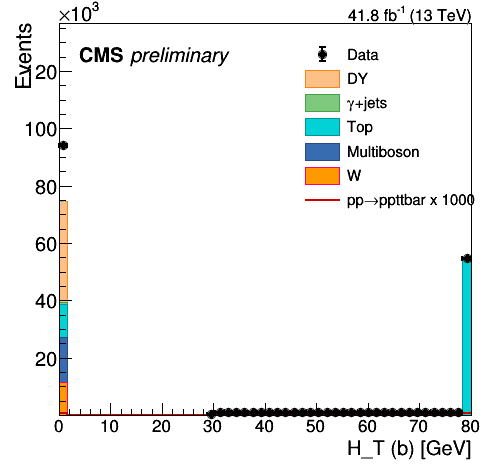 ×10³
41.8 fb⁻¹ (13 TeV)
Events
CMS preliminary
Data
DY
γ+jets
Top
Multiboson
W
pp→ppttbar x 1000
120
100
80
60
40
20
0 10 20 30 40 50 60 70 80
H_T (b) [GeV]